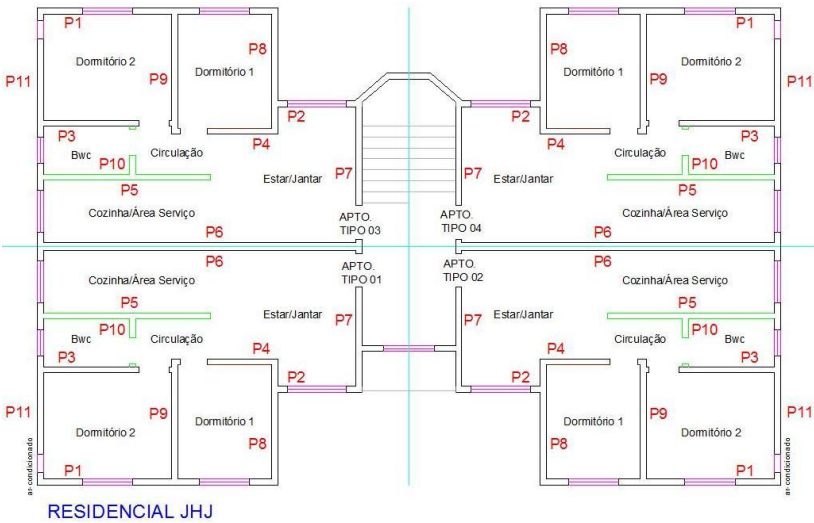 P1
P1
P8
P8
Dormitório 2
Dormitório 1
Dormitório 1
Dormitório 2
P11
P9
P9
P11
P2
P2
P3
P4
P4
P3
Bwc
P10
Circulação
Circulação
P10
Bwc
P5
Estar/Jantar
P7
P7
Estar/Jantar
P5
Cozinha/Área Serviço
APTO.
TIPO 03
APTO.
TIPO 04
Cozinha/Área Serviço
P6
P6
P6
P6
Cozinha/Área Serviço
APTO.
TIPO 01
APTO.
TIPO 02
Cozinha/Área Serviço
P5
Estar/Jantar
P7
P7
Estar/Jantar
P5
Bwc
P10
Circulação
Circulação
P10
Bwc
P3
P4
P4
P3
P2
P2
P11
P9
P9
P11
Dormitório 2
Dormitório 1
Dormitório 1
Dormitório 2
P8
P8
P1
P1
ar condicionado
ar condicionado
RESIDENCIAL JHJ